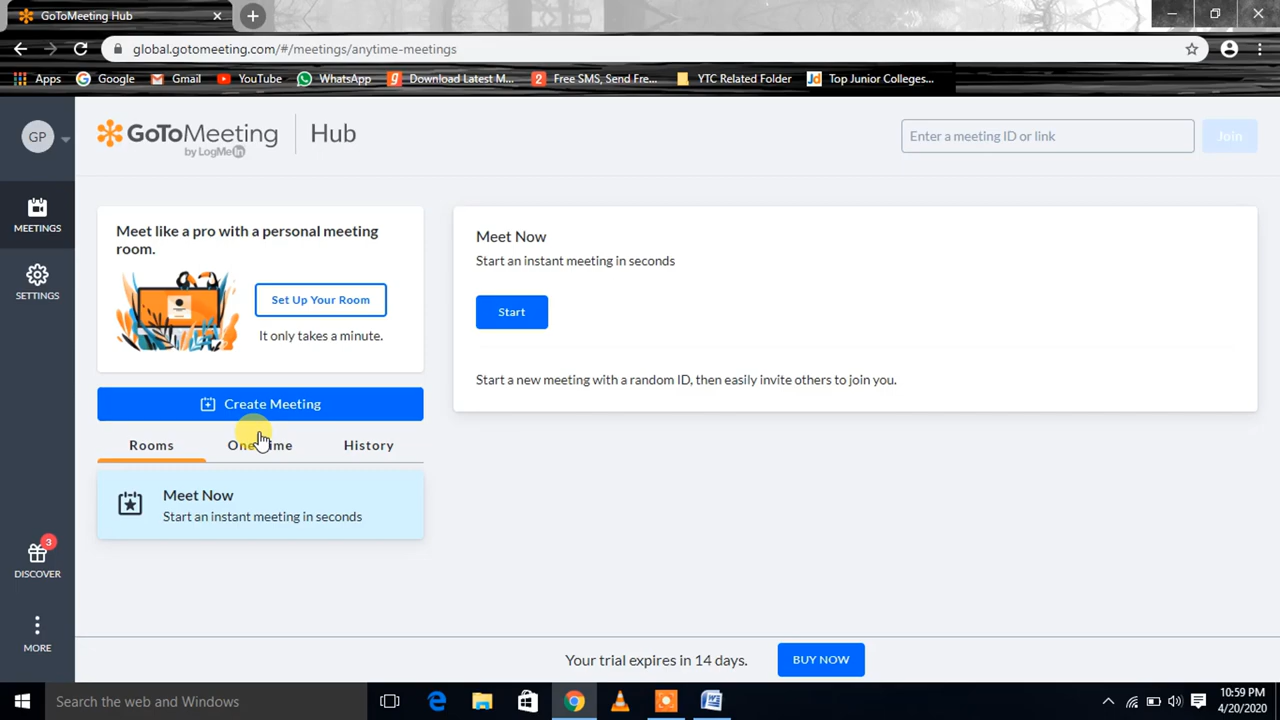 GoToMeeting Hub
global.gotomeeting.com/#/meetings/anytime-meetings
Apps Google Gmail YouTube WhatsApp Download Latest M... Free SMS, Send Fre... YTC Related Folder Top Junior Colleges...
GP
GoToMeeting Hub
by LogMeIn
Enter a meeting ID or link
Join
MEETINGS
SETTINGS
3
DISCOVER
MORE
Meet like a pro with a personal meeting
room.
Set Up Your Room
It only takes a minute.
Create Meeting
Rooms One Time History
Meet Now
Start an instant meeting in seconds
Meet Now
Start an instant meeting in seconds
Start
Start a new meeting with a random ID, then easily invite others to join you.
Your trial expires in 14 days.
BUY NOW
Search the web and Windows
10:59 PM
4/20/2020